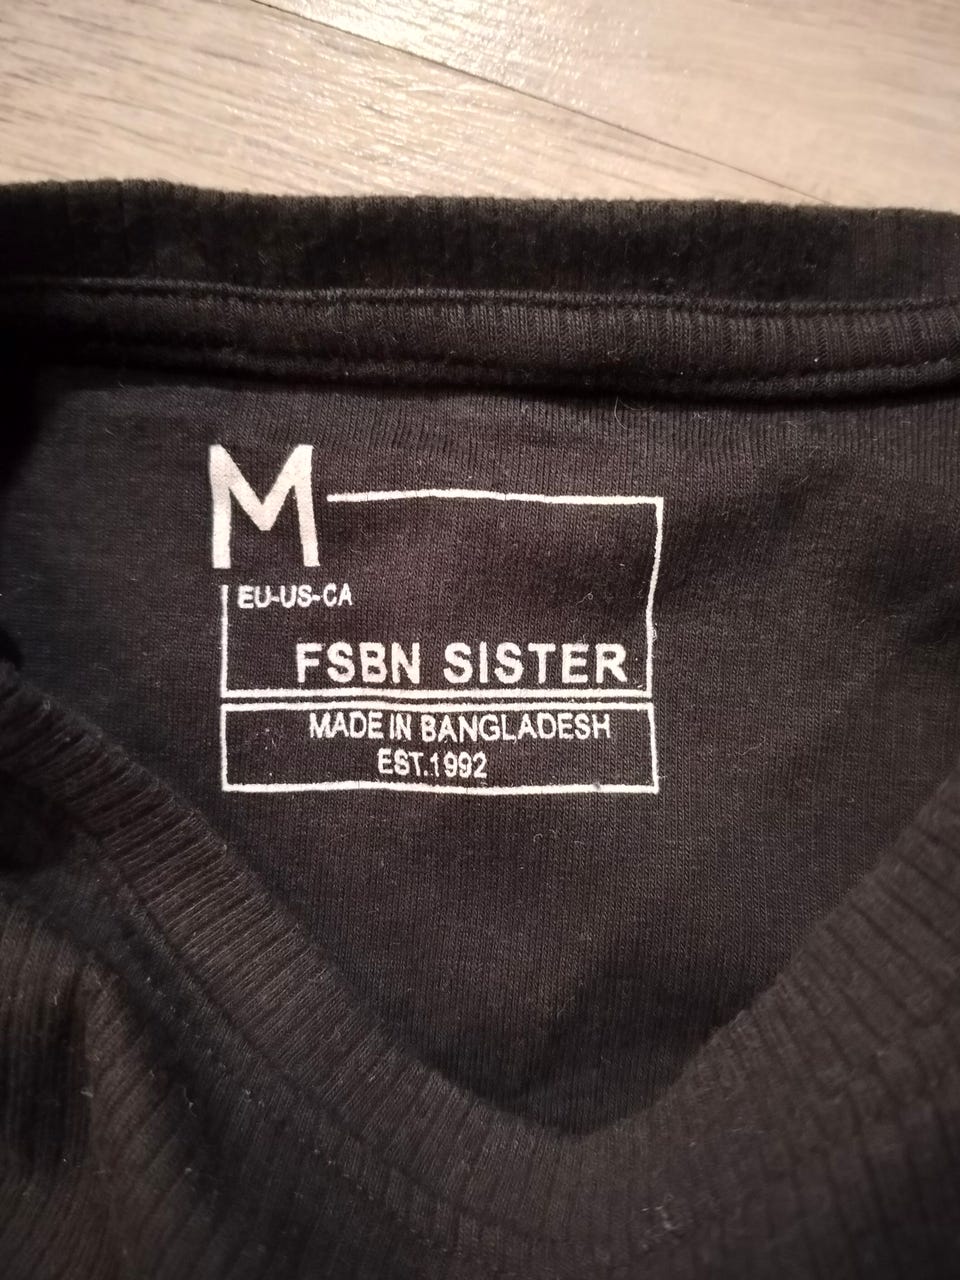 M
EU-US-CA
FSBN SISTER
MADE IN BANGLADESH
EST.1992